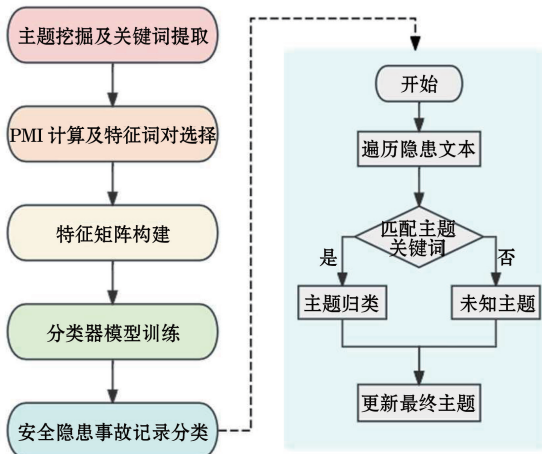 主题挖掘及关键词提取
PMI 计算及特征词对选择
特征矩阵构建
分类器模型训练
安全隐患事故记录分类
开始
遍历隐患文本
匹配主题
关键词
是
否
主题归类
未知主题
更新最终主题